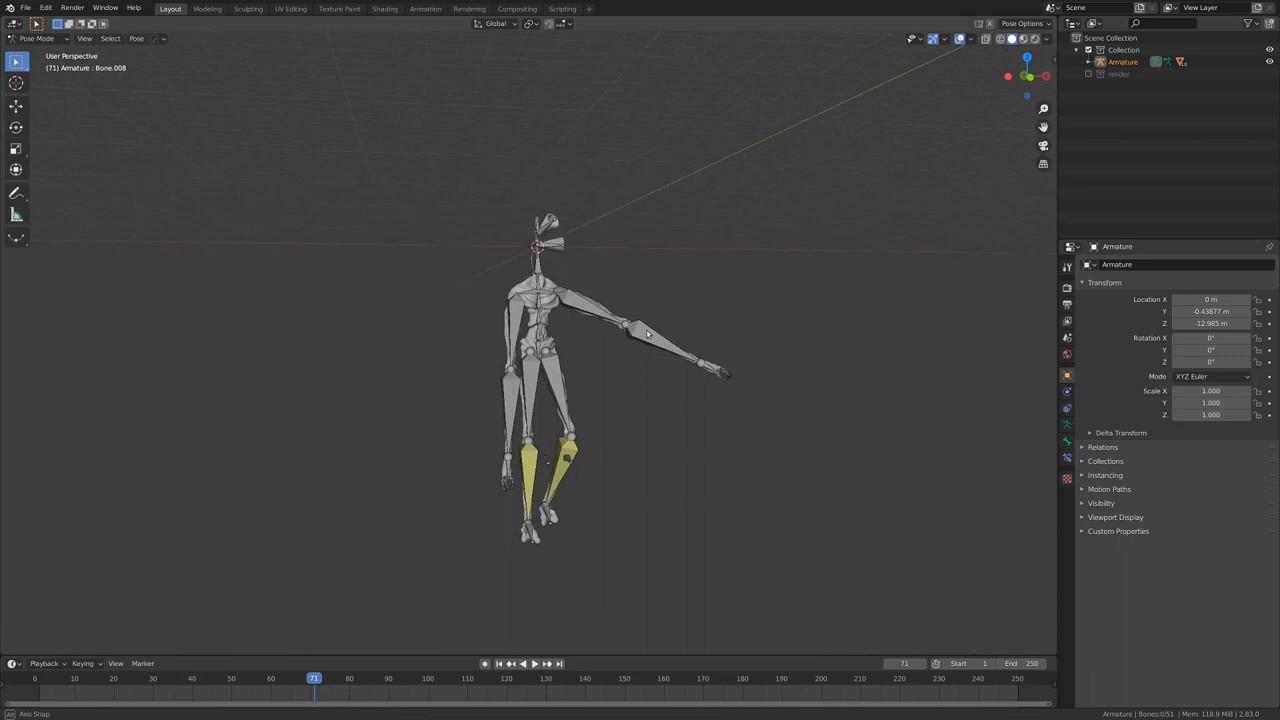 File Edit Render Window Help Layout Modeling Sculpting UV Editing Texture Paint Shading Animation Rendering Compositing Scripting + Scene View Layer
Global Pose Options
Pose Mode View Select Pose
User Perspective
(71) Armature : Bone.008
Z
Scene Collection
Collection
Armature
render
Armature
Armature
Transform
Location X 0 m
Y -0.43877 m
Z -12.985 m
Rotation X 0°
Y 0°
Z 0°
Mode XYZ Euler
Scale X 1.000
Y 1.000
Z 1.000
Delta Transform
Relations
Collections
Instancing
Motion Paths
Visibility
Viewport Display
Custom Properties
Playback Keying View Marker 71 Start 1 End 250
0 10 20 30 40 50 60 71 80 90 100 110 120 130 140 150 160 170 180 190 200 210 220 230 240 250
Axis Snap Armature | Bones:0/51 | Mem: 118.9 MiB | 2.83.0